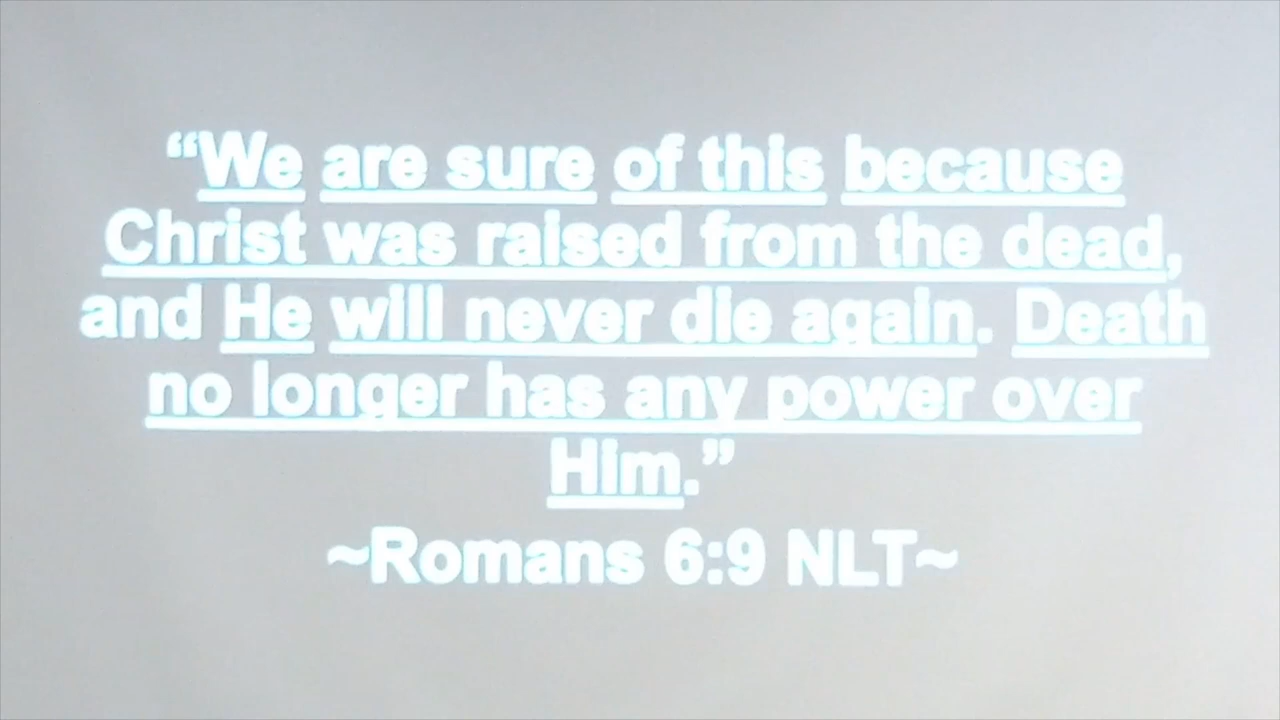 “We are sure of this because
Christ was raised from the dead,
and He will never die again. Death
no longer has any power over
Him.”
~Romans 6:9 NLT~